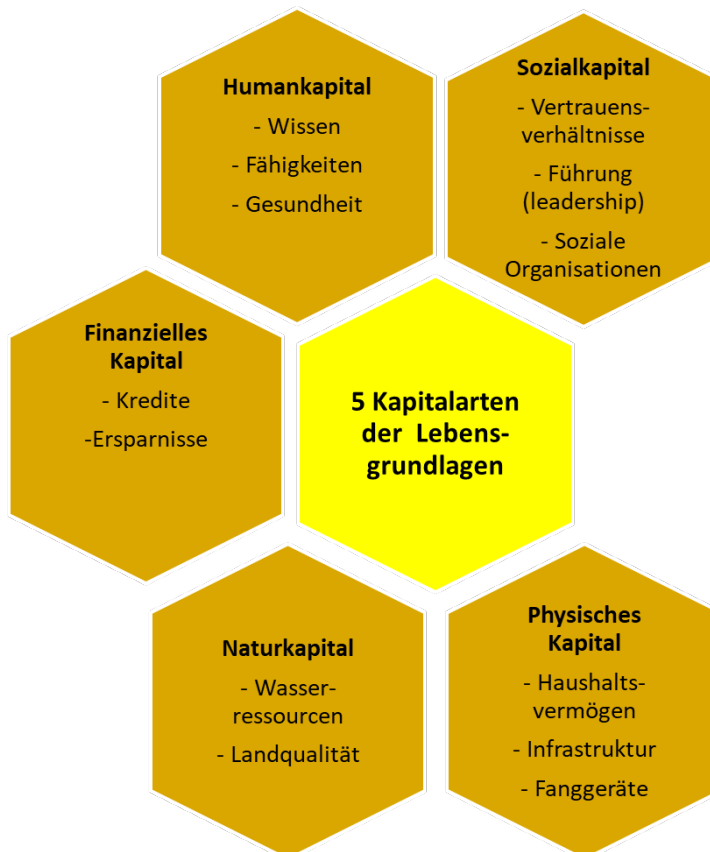 Humankapital
- Wissen
- Fähigkeiten
- Gesundheit
Sozialkapital
- Vertrauens-
verhältnisse
- Führung
(leadership)
- Soziale
Organisationen
Finanzielles
Kapital
- Kredite
-Ersparnisse
5 Kapitalarten
der Lebens-
grundlagen
Naturkapital
- Wasser-
ressourcen
- Landqualität
Physisches
Kapital
- Haushalts-
vermögen
- Infrastruktur
- Fanggeräte